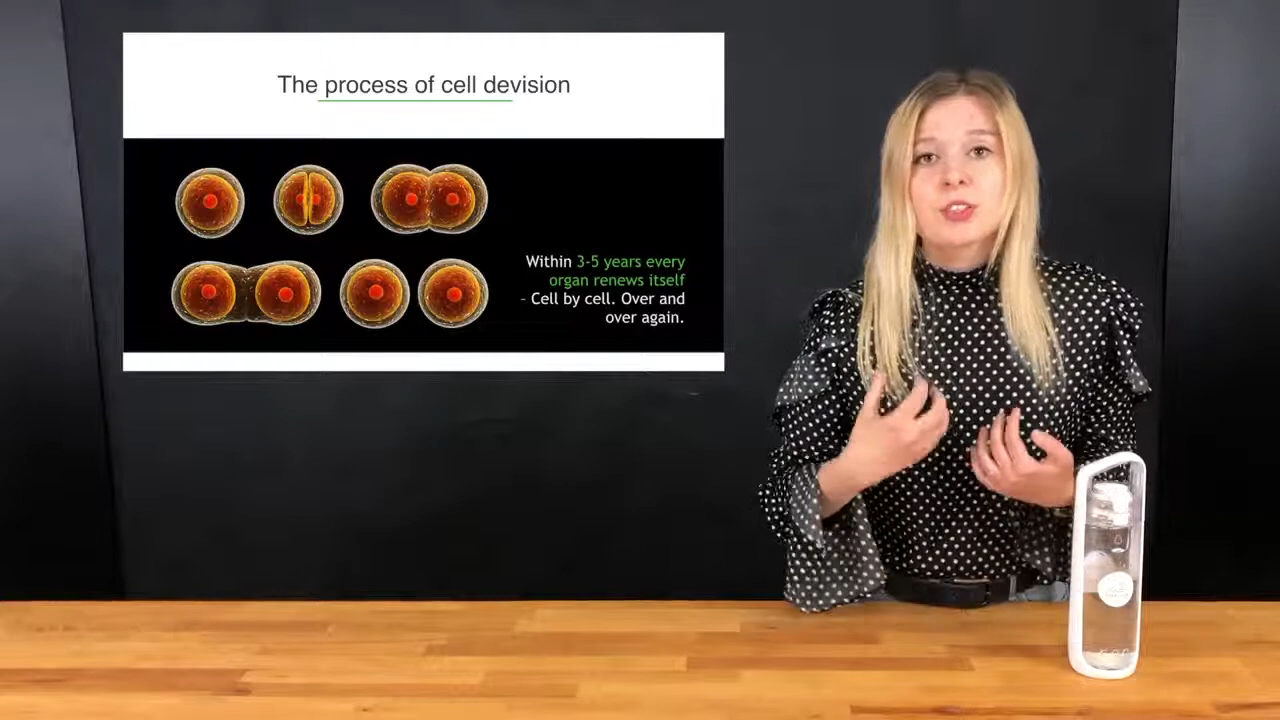 The process of cell devision
Within 3-5 years every
organ renews itself
- Cell by cell. Over and
over again.